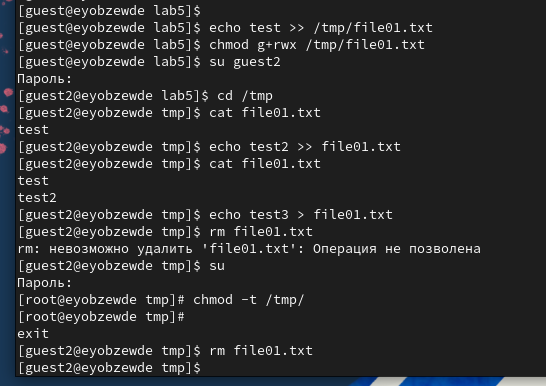 [guest@eyobzewde lab5]$
[guest@eyobzewde lab5]$ echo test >> /tmp/file01.txt
[guest@eyobzewde lab5]$ chmod g+rwx /tmp/file01.txt
[guest@eyobzewde lab5]$ su guest2
Пароль:
[guest2@eyobzewde lab5]$ cd /tmp
[guest2@eyobzewde tmp]$ cat file01.txt
test
[guest2@eyobzewde tmp]$ echo test2 >> file01.txt
[guest2@eyobzewde tmp]$ cat file01.txt
test
test2
[guest2@eyobzewde tmp]$ echo test3 > file01.txt
[guest2@eyobzewde tmp]$ rm file01.txt
rm: невозможно удалить 'file01.txt': Операция не позволена
[guest2@eyobzewde tmp]$ su
Пароль:
[root@eyobzewde tmp]# chmod -t /tmp/
[root@eyobzewde tmp]#
exit
[guest2@eyobzewde tmp]$ rm file01.txt
[guest2@eyobzewde tmp]$